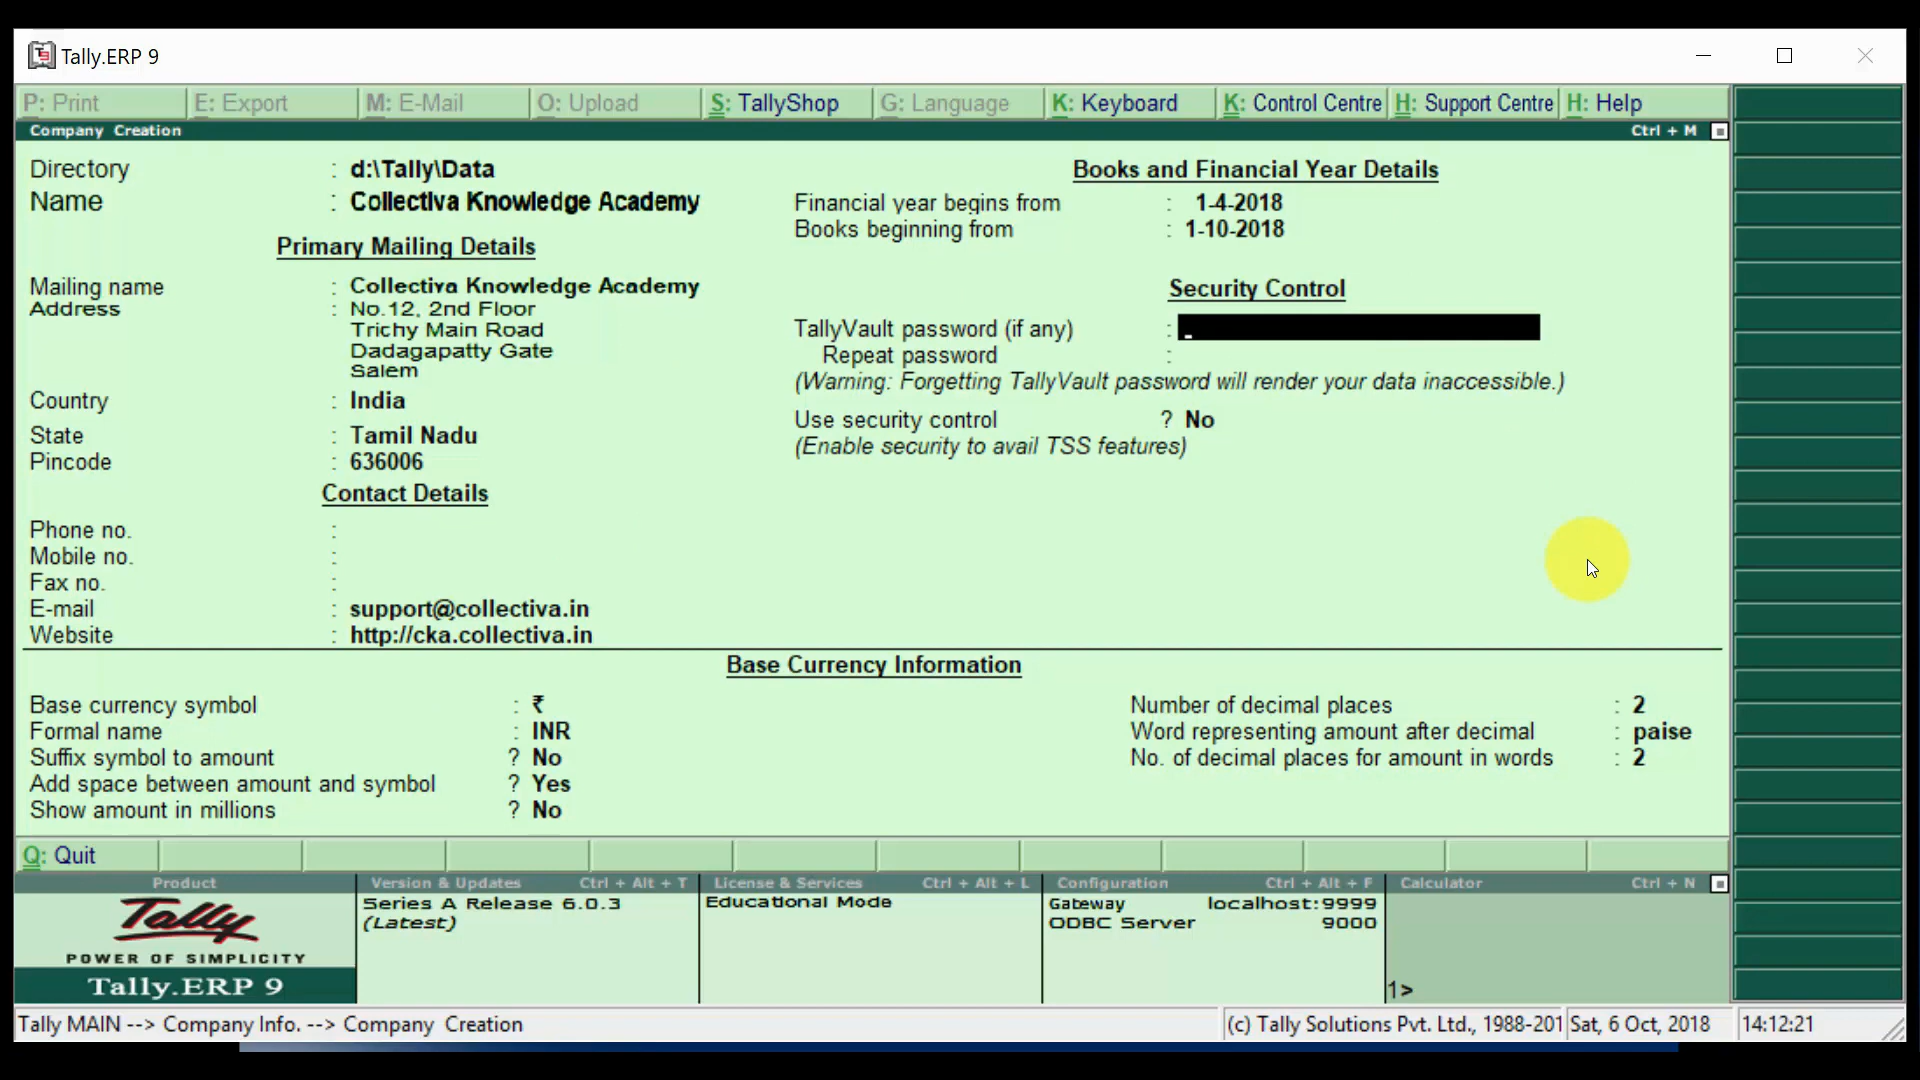 Tally.ERP 9
P: Print E: Export M: E-Mail O: Upload S: TallyShop G: Language K: Keyboard K: Control Centre H: Support Centre H: Help
Company Creation Ctrl + M
Directory : d:\Tally\Data
Name : Collectiva Knowledge Academy
Primary Mailing Details
Mailing name : Collectiva Knowledge Academy
Address : No.12, 2nd Floor
Trichy Main Road
Dadagapatty Gate
Salem
Country : India
State : Tamil Nadu
Pincode : 636006
Contact Details
Phone no. :
Mobile no. :
Fax no. :
E-mail : support@collectiva.in
Website : http://cka.collectiva.in
Books and Financial Year Details
Financial year begins from : 1-4-2018
Books beginning from : 1-10-2018
Security Control
TallyVault password (if any) :
Repeat password :
(Warning: Forgetting TallyVault password will render your data inaccessible.)
Use security control ? No
(Enable security to avail TSS features)
Base Currency Information
Base currency symbol : ₹
Formal name : INR
Suffix symbol to amount ? No
Add space between amount and symbol ? Yes
Show amount in millions ? No
Number of decimal places : 2
Word representing amount after decimal : paise
No. of decimal places for amount in words : 2
Q: Quit
Product
Tally
POWER OF SIMPLICITY
Tally.ERP 9
Version & Updates Ctrl + Alt + T
Series A Release 6.0.3
(Latest)
License & Services Ctrl + Alt + L
Educational Mode
Configuration Ctrl + Alt + F
Gateway localhost:9999
ODBC Server 9000
Calculator Ctrl + N
1>
Tally MAIN --> Company Info. --> Company Creation
(c) Tally Solutions Pvt. Ltd., 1988-201 Sat, 6 Oct, 2018 14:12:21